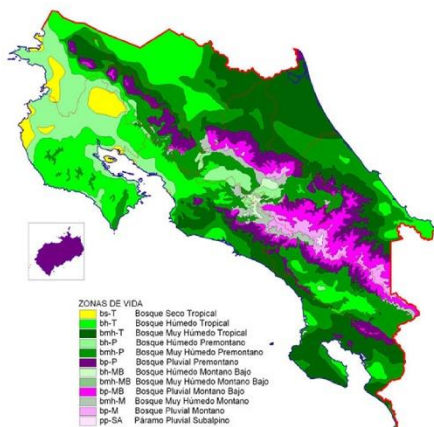 ZONAS DE VIDA
bs-T Bosque Seco Tropical
bh-T Bosque Húmedo Tropical
bmh-T Bosque Muy Húmedo Tropical
bh-P Bosque Húmedo Premontano
bmh-P Bosque Muy Húmedo Premontano
bp-P Bosque Pluvial Premontano
bh-MB Bosque Húmedo Montano Bajo
bmh-MB Bosque Muy Húmedo Montano Bajo
bp-MB Bosque Pluvial Montano Bajo
bmh-M Bosque Muy Húmedo Montano
bp-M Bosque Pluvial Montano
pp-SA Páramo Pluvial Subalpino